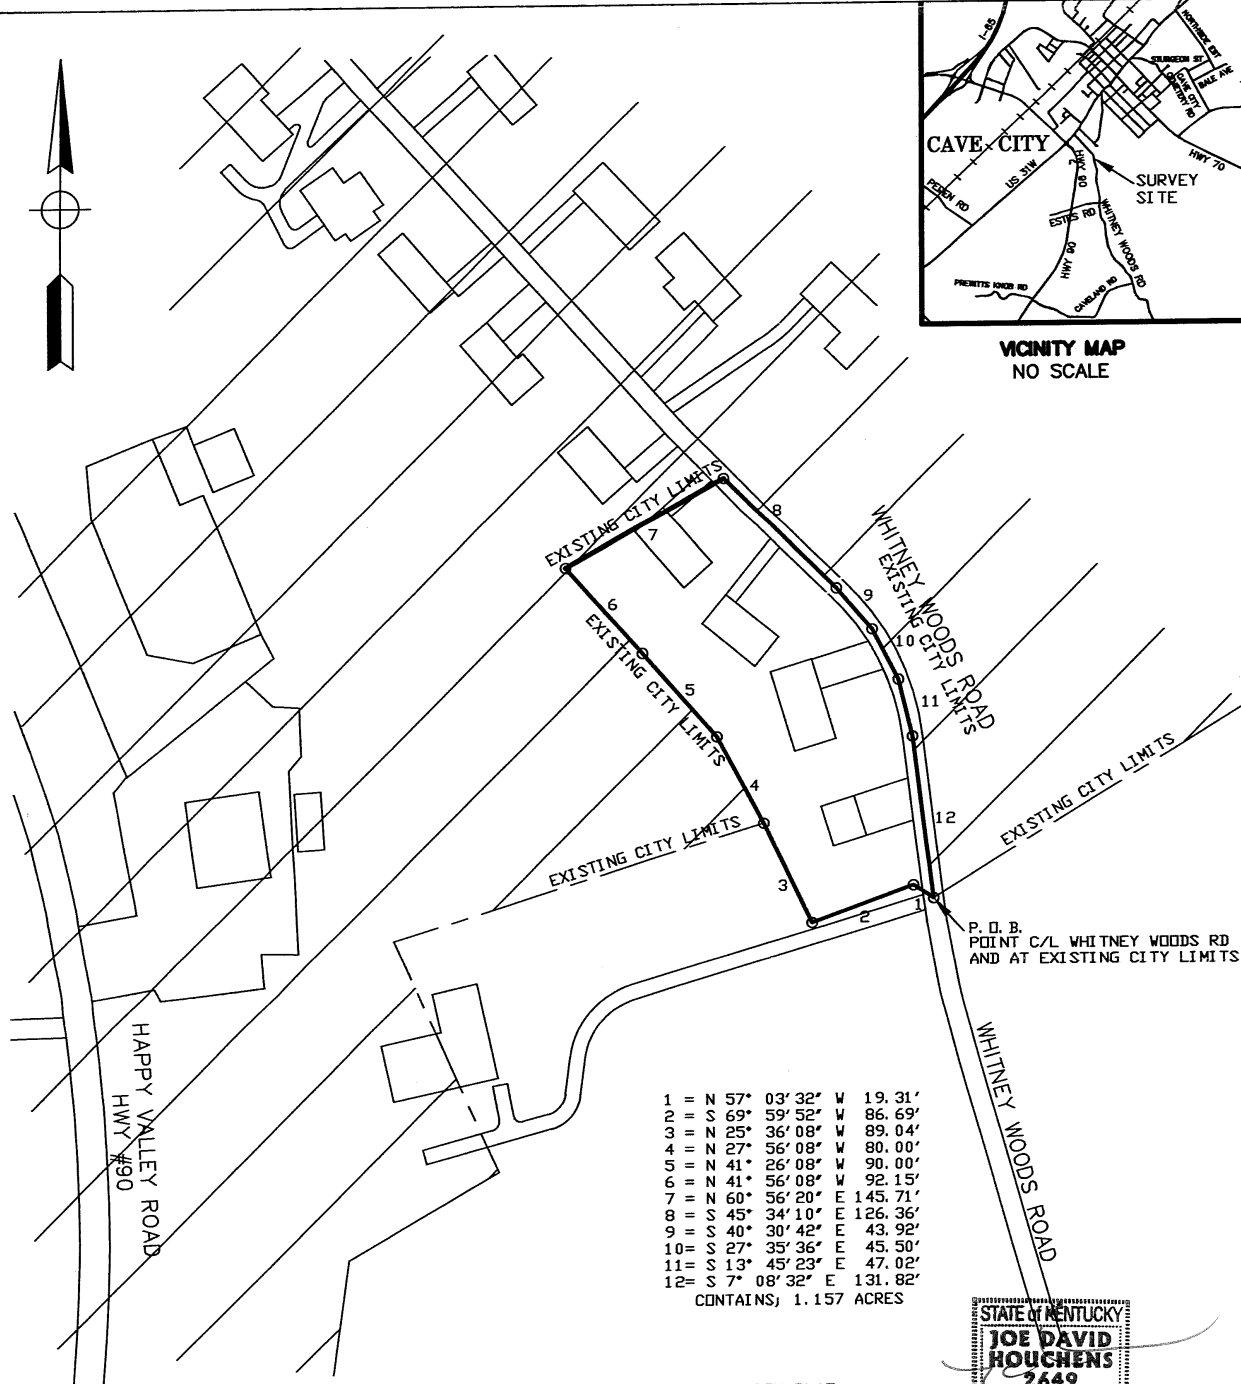 I-65
NORTHSIDE EST
STURGEON ST
CAVE CITY
CEMETERY RD
BALE AVE
CAVE CITY
US 31W
HWY 90
HWY 70
SURVEY
SITE
ESTES RD
WHITNEY WOODS RD
HWY 90
PREWITTS KNOB RD
CAVELAND RD
VICINITY MAP
NO SCALE
EXISTING CITY LIMITS
7
8
9
10
11
12
6
5
4
3
2
1
WHITNEY WOODS ROAD
EXISTING CITY LIMITS
EXISTING CITY LIMITS
EXISTING CITY LIMITS
EXISTING CITY LIMITS
P.O.B.
POINT C/L WHITNEY WOODS RD
AND AT EXISTING CITY LIMITS
HAPPY VALLEY ROAD
HWY #90
WHITNEY WOODS ROAD
1 = N 57° 03' 32" W 19.31'
2 = S 69° 59' 52" W 86.69'
3 = N 25° 36' 08" W 89.04'
4 = N 27° 56' 08" W 80.00'
5 = N 41° 26' 08" W 90.00'
6 = N 41° 56' 08" W 92.15'
7 = N 60° 56' 20" E 145.71'
8 = S 45° 34' 10" E 126.36'
9 = S 40° 30' 42" E 43.92'
10= S 27° 35' 36" E 45.50'
11= S 13° 45' 23" E 47.02'
12= S 7° 08' 32" E 131.82'
CONTAINS; 1.157 ACRES
STATE of KENTUCKY
JOE DAVID
HOUCHENS
2649